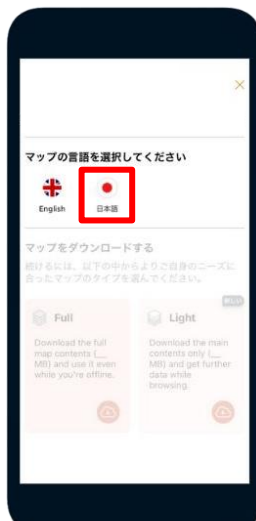 マップの言語を選択してください
English
日本語
マップをダウンロードする
続けるには、以下の中からよりご自身のニーズに
合ったマップのタイプを選んでください。
Full
Download the full
map contents (__
MB) and use it even
while you're offline.
新しい
Light
Download the main
contents only (__
MB) and get further
data while
browsing.